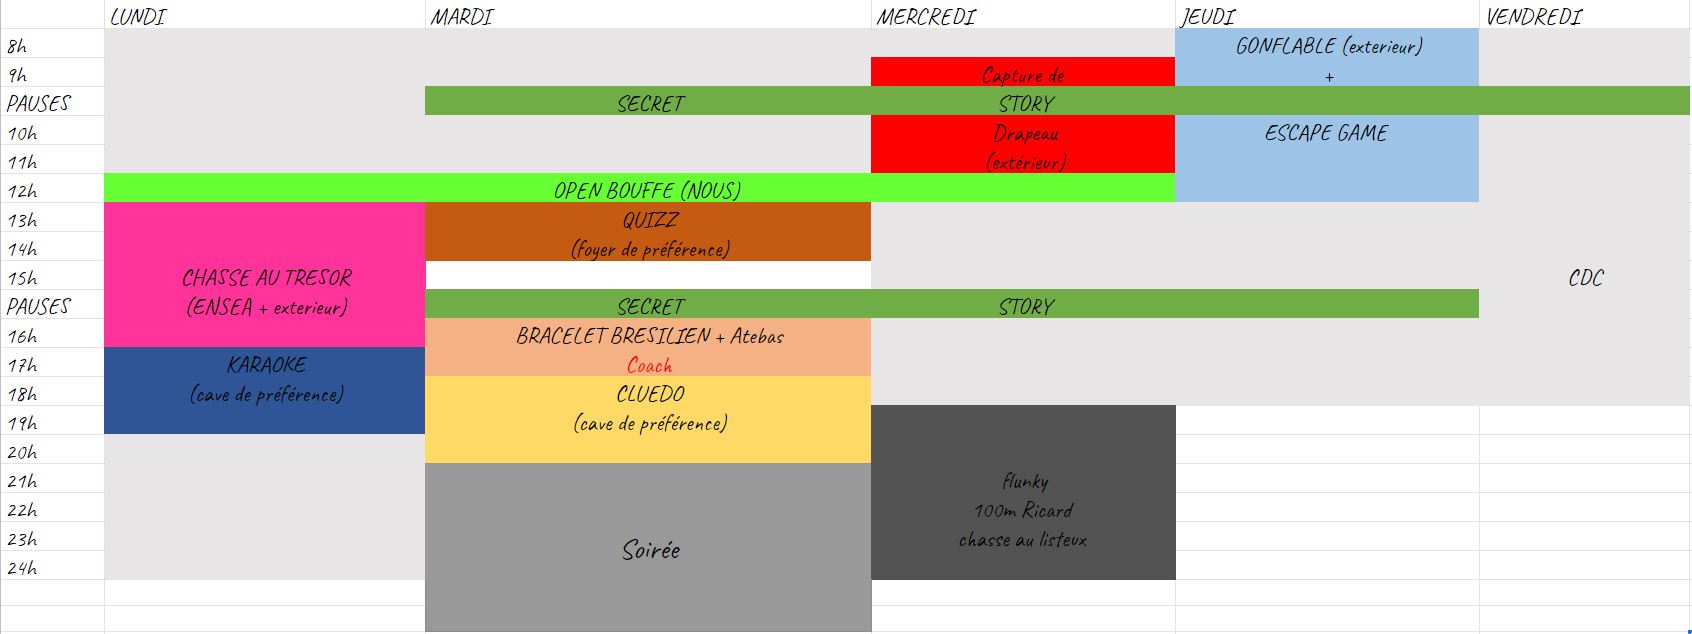 LUNDI MARDI MERCREDI JEUDI VENDREDI
8h GONFLABLE (exterieur)
9h Capture de +
PAUSES SECRET STORY
10h Drapeau ESCAPE GAME
11h (extérieur)
12h OPEN BOUFFE (NOUS)
13h QUIZZ
14h (foyer de préférence)
15h CHASSE AU TRESOR CDC
PAUSES (ENSEA + exterieur) SECRET STORY
16h BRACELET BRESILIEN + Atebas
17h KARAOKE Coach
18h (cave de préférence) CLUEDO
19h (cave de préférence)
20h
21h flunky
22h 100m Ricard
23h Soirée chasse au listeux
24h